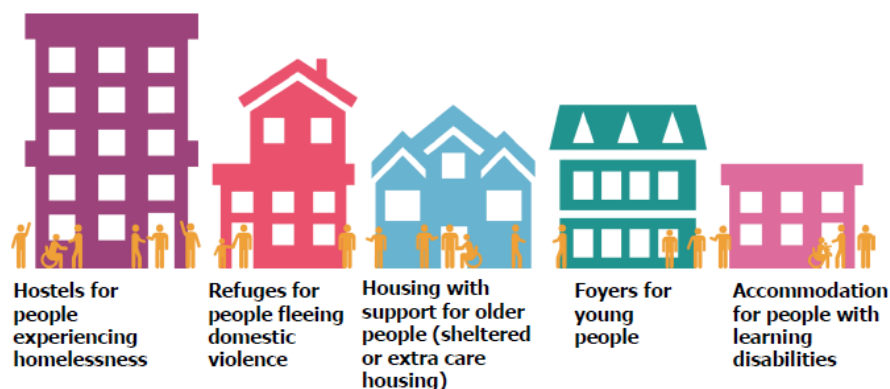 Hostels for
people
experiencing
homelessness
Refuges for
people fleeing
domestic
violence
Housing with
support for older
people (sheltered
or extra care
housing)
Foyers for
young
people
Accommodation
for people with
learning
disabilities